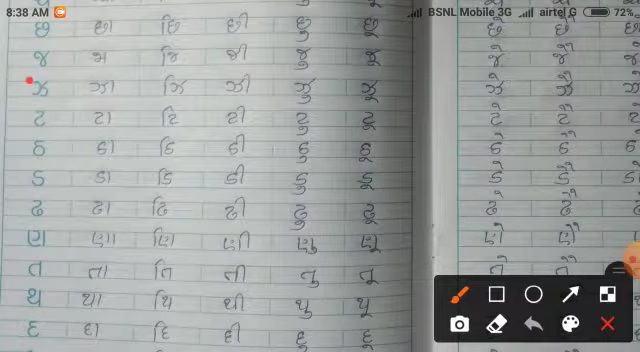 8:38 AM BSNL Mobile 3G airtel G 72%
છ છા છિ છી છુ છૂ છે છૈ
જ જા જિ જી જુ જૂ જે જૈ
ઝ ઝા ઝિ ઝી ઝુ ઝૂ ઝે ઝૈ
ટ ટા ટિ ટી ટુ ટૂ ટે ટૈ
ઠ ઠા ઠિ ઠી ઠુ ઠૂ ઠે ઠૈ
ડ ડા ડિ ડી ડુ ડૂ ડે ડૈ
ઢ ઢા ઢિ ઢી ઢુ ઢૂ ઢે ઢૈ
ણ ણા ણિ ણી ણુ ણૂ ણે ણૈ
ત તા તિ તી તુ તૂ તે તૈ
થ થા થિ થી થુ થૂ
દ દા દિ દી દુ દૂ